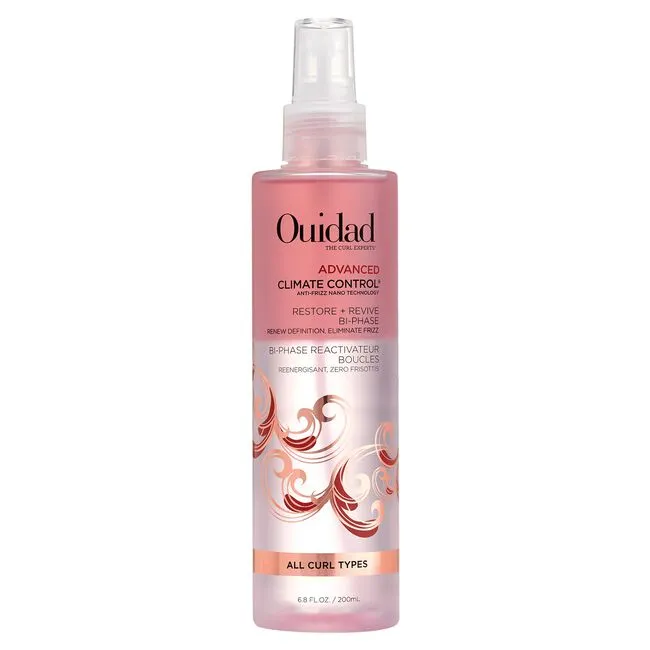 Ouidad
THE CURL EXPERTS®
ADVANCED
CLIMATE CONTROL®
ANTI-FRIZZ NANO TECHNOLOGY
RESTORE + REVIVE
BI-PHASE
RENEW DEFINITION, ELIMINATE FRIZZ
BI-PHASE REACTIVATEUR
BOUCLES
REENERGISANT, ZERO FRISOTTIS
ALL CURL TYPES
6.8 FL.OZ. / 200mL.